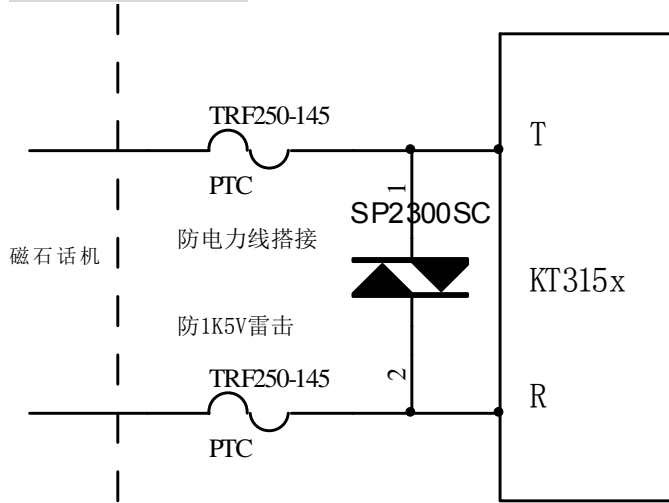 TRF250-145
T
PTC
1
SP2300SC
防电力线搭接
磁石话机
KT315x
防1K5V雷击
2
TRF250-145
R
PTC